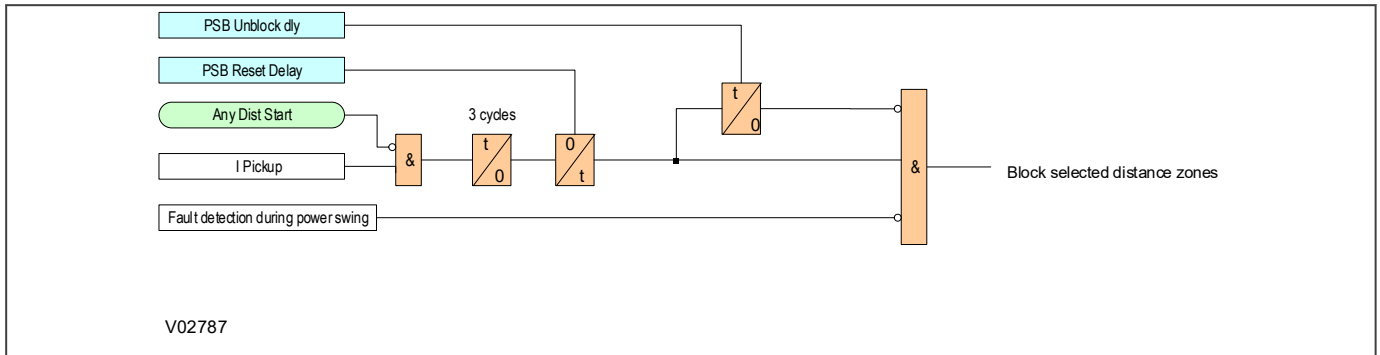 PSB Unblock dly
PSB Reset Delay
t
0
Any Dist Start
3 cycles
t
0
0
t
&
I Pickup
&
Block selected distance zones
Fault detection during power swing
V02787